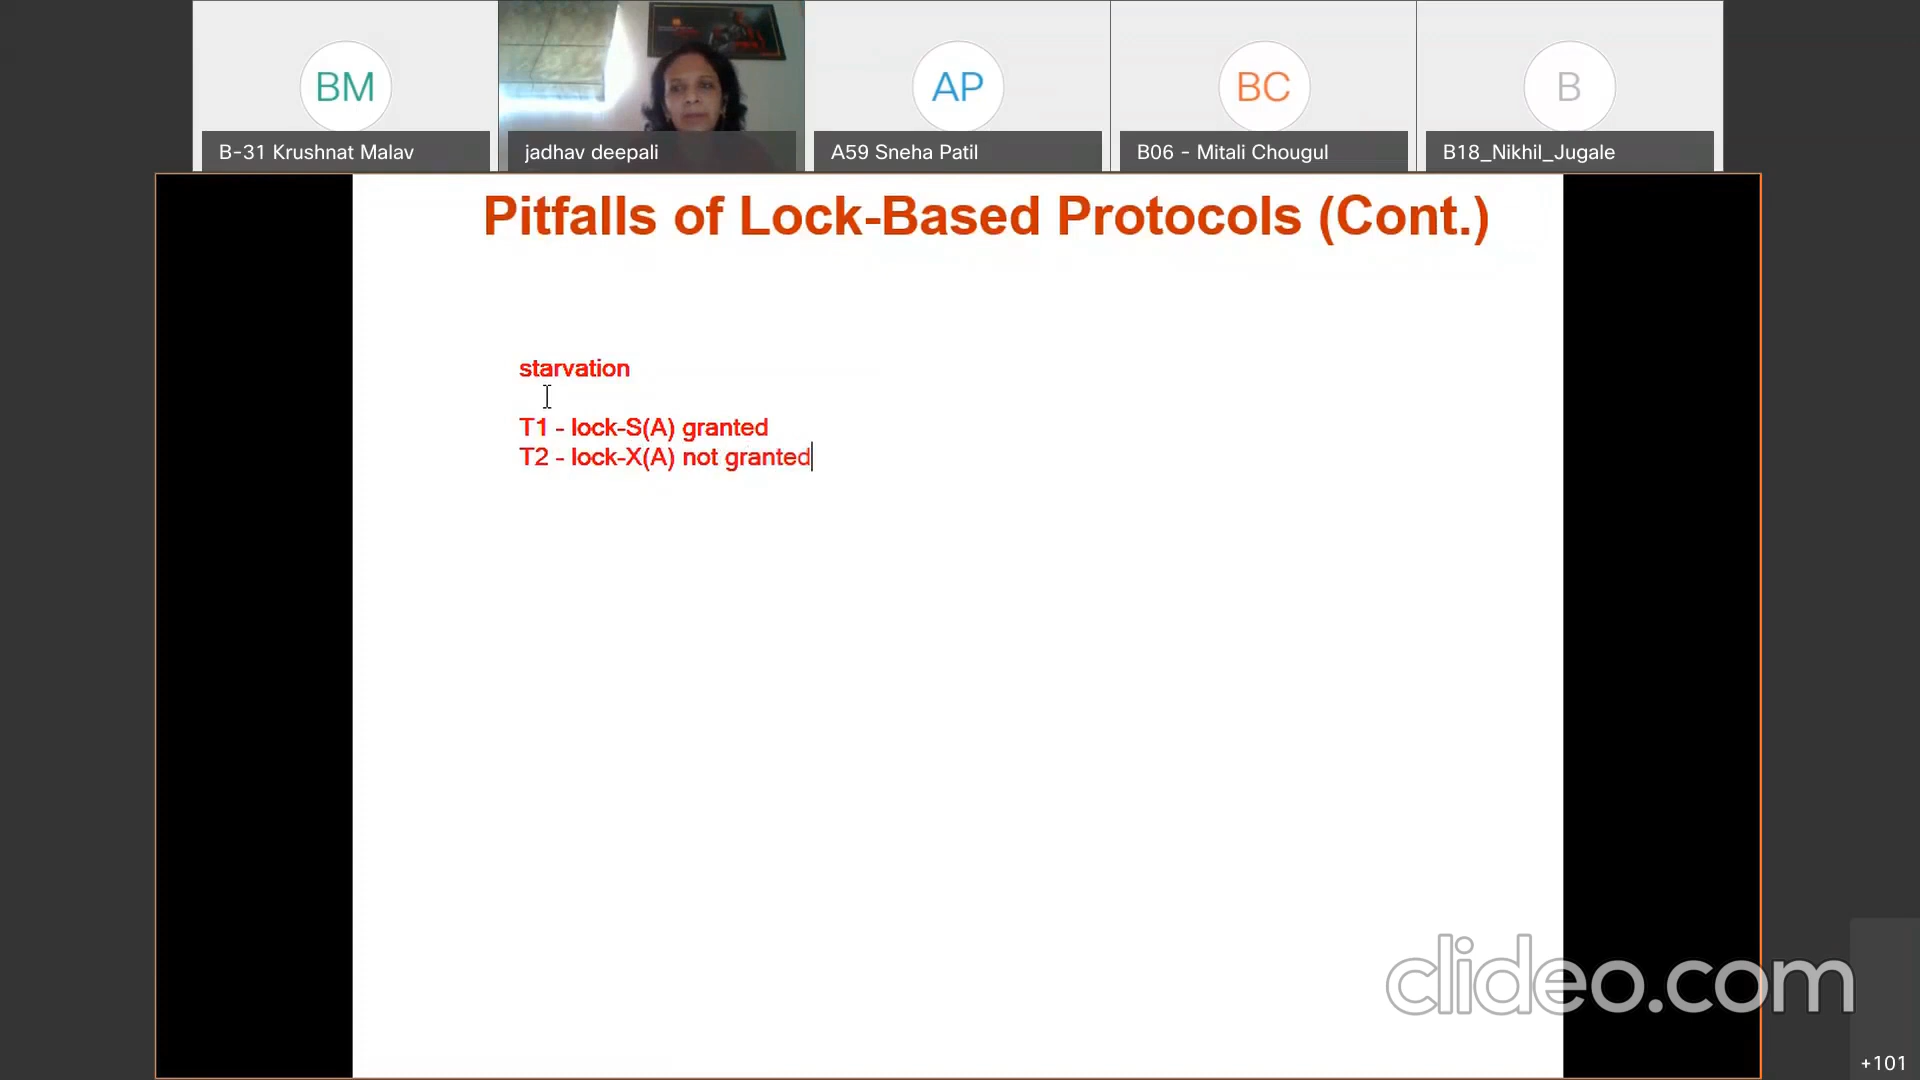 BM
AP
BC
B
B-31 Krushnat Malav
jadhav deepali
A59 Sneha Patil
B06 - Mitali Chougul
B18_Nikhil_Jugale
Pitfalls of Lock-Based Protocols (Cont.)
starvation
T1 - lock-S(A) granted
T2 - lock-X(A) not granted
clideo.com
+101